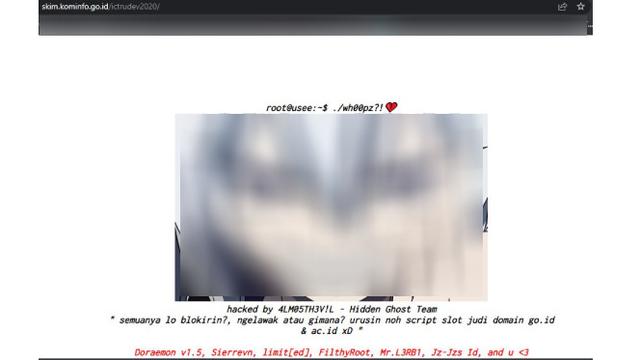 skim.kominfo.go.id/ictrudev2020/
root@usee:~$ ./wh00pz?!
hacked by 4LM05TH3V!L - Hidden Ghost Team
" semuanya lo blokirin?, ngelawak atau gimana? urusin noh script slot judi domain go.id
& ac.id xD "
Doraemon v1.5, Sierrevn, limit[ed], FilthyRoot, Mr.L3RB1, Jz-Jzs Id, and u <3